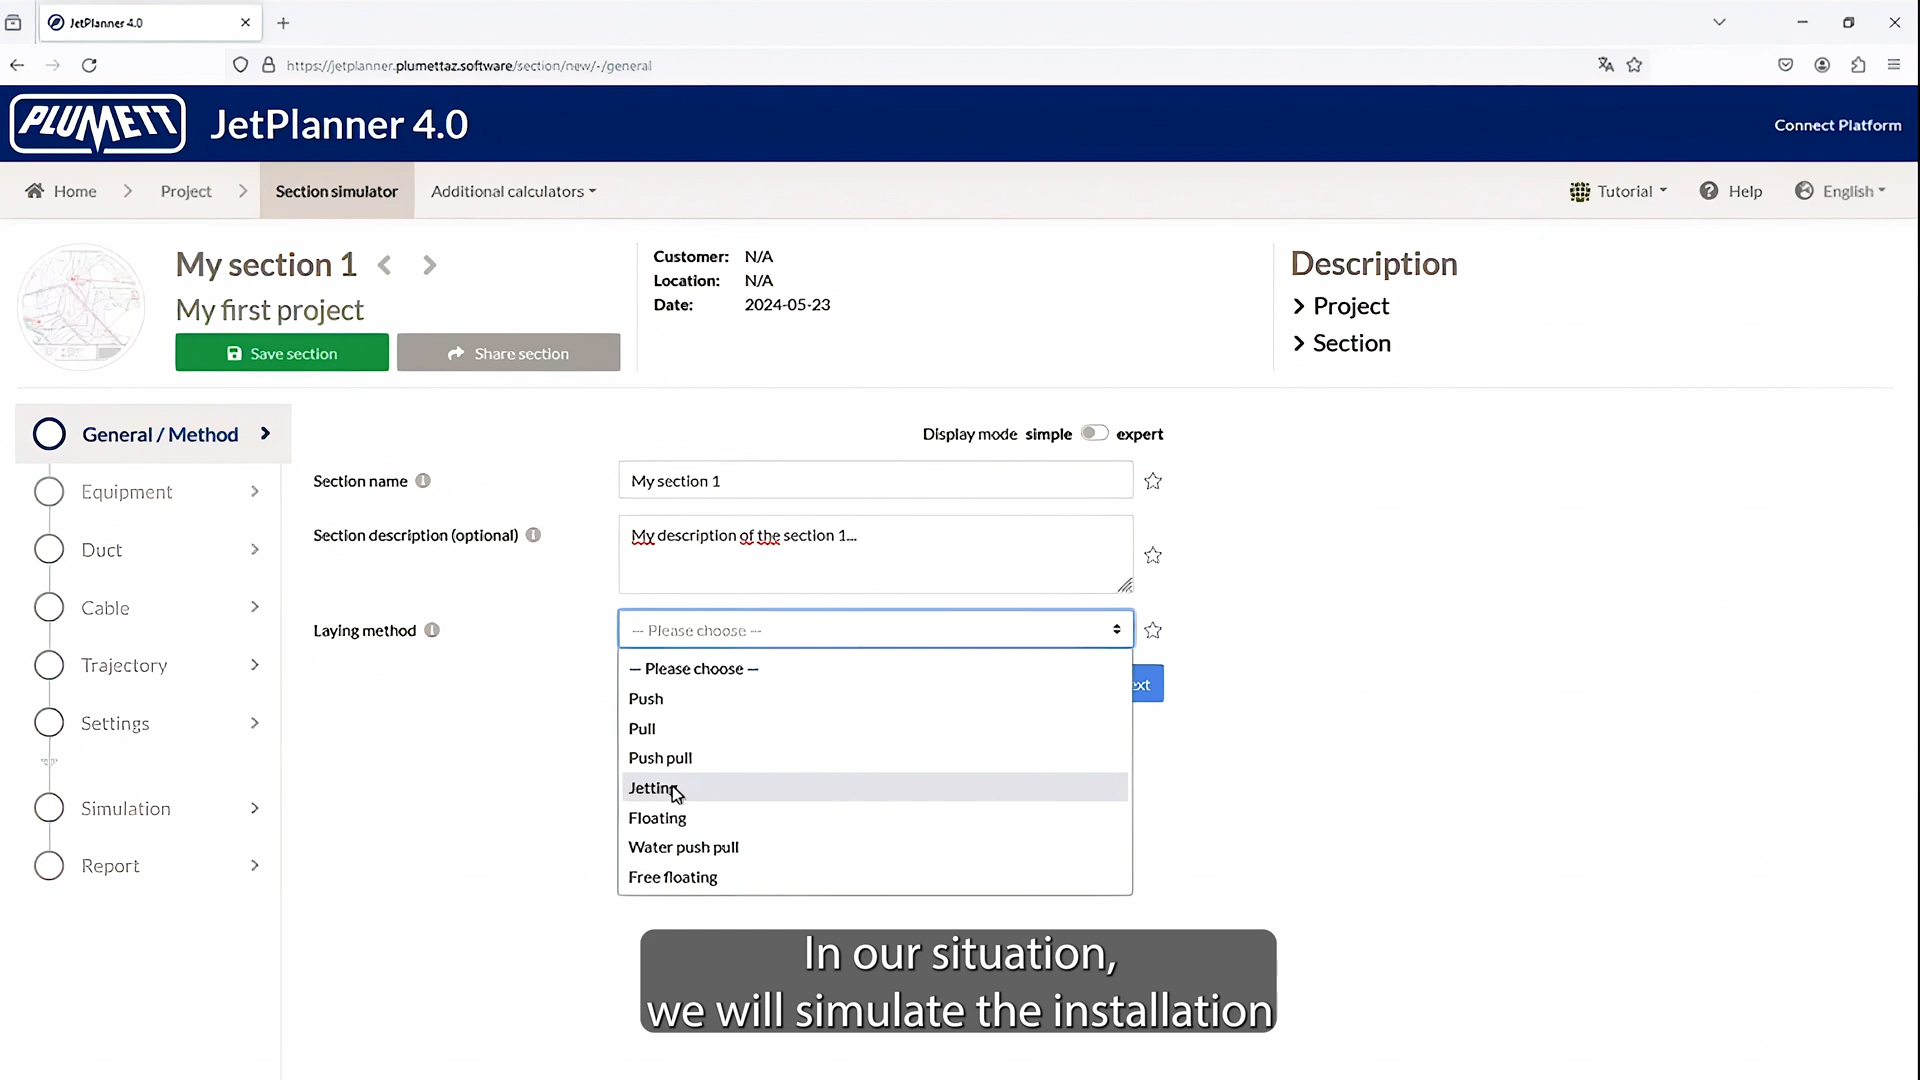 JetPlanner 4.0
https://jetplanner.plumettaz.software/section/new/-/general
PLUMETT
JetPlanner 4.0
Connect Platform
Home
Project
Section simulator
Additional calculators
Tutorial
Help
English
My section 1
My first project
Save section
Share section
Customer: N/A
Location: N/A
Date: 2024-05-23
Description
Project
Section
General / Method
Equipment
Duct
Cable
Trajectory
Settings
Simulation
Report
Display mode simple expert
Section name
My section 1
Section description (optional)
My description of the section 1...
Laying method
-- Please choose --
-- Please choose --
Push
Pull
Push pull
Jetting
Floating
Water push pull
Free floating
In our situation,
we will simulate the installation